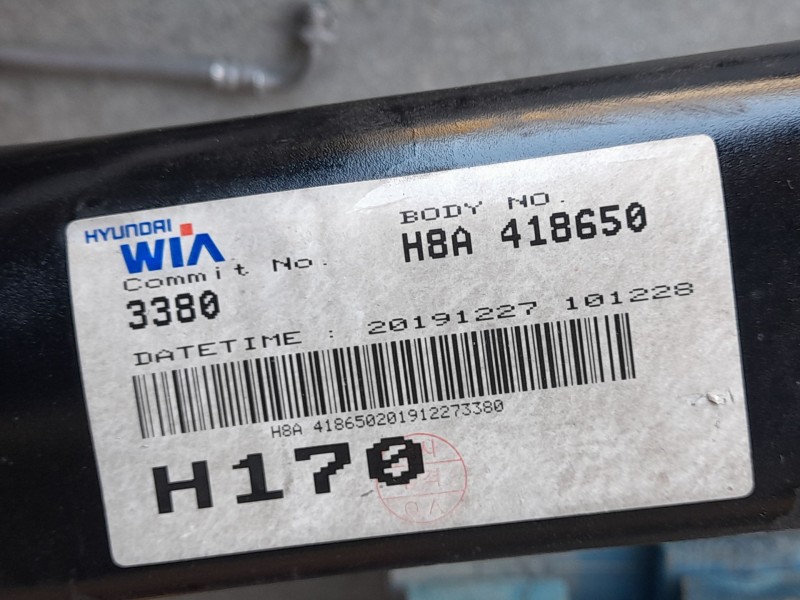 HYUNDAI
WIA
Commit No.
3380
BODY NO.
H8A 418650
DATETIME : 20191227 101228
H8A 418650201912273380
H170